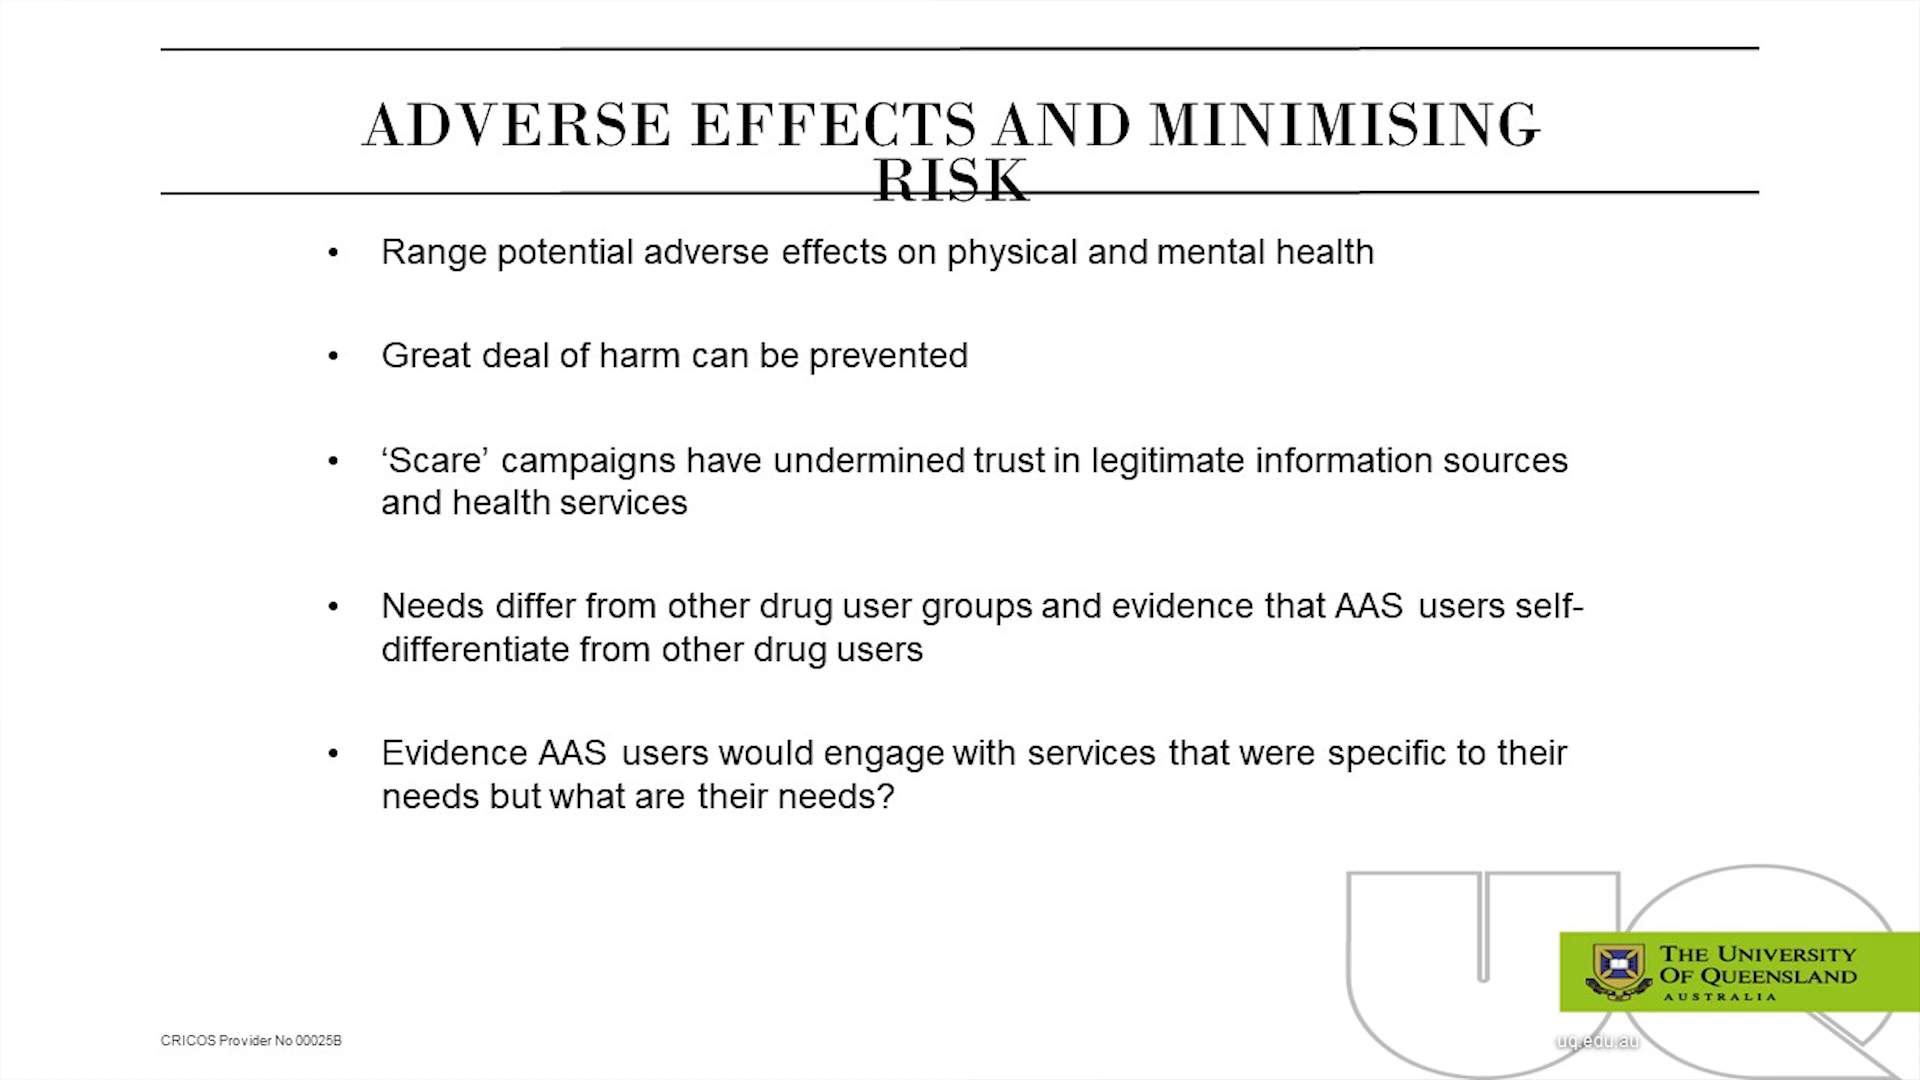 ADVERSE EFFECTS AND MINIMISING
RISK
• Range potential adverse effects on physical and mental health
• Great deal of harm can be prevented
• ‘Scare’ campaigns have undermined trust in legitimate information sources
and health services
• Needs differ from other drug user groups and evidence that AAS users self-
differentiate from other drug users
• Evidence AAS users would engage with services that were specific to their
needs but what are their needs?
UQ
THE UNIVERSITY
OF QUEENSLAND
AUSTRALIA
CRICOS Provider No 00025B
uq.edu.au